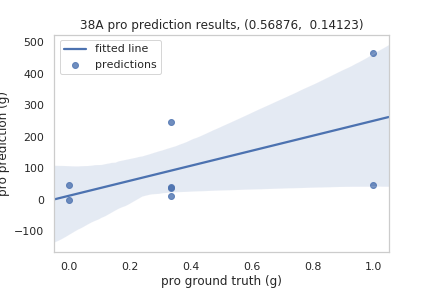 38A pro prediction results, (0.56876,  0.14123)
fitted line
predictions
500
400
300
200
100
0
−100
pro prediction (g)
0.0 0.2 0.4 0.6 0.8 1.0
pro ground truth (g)